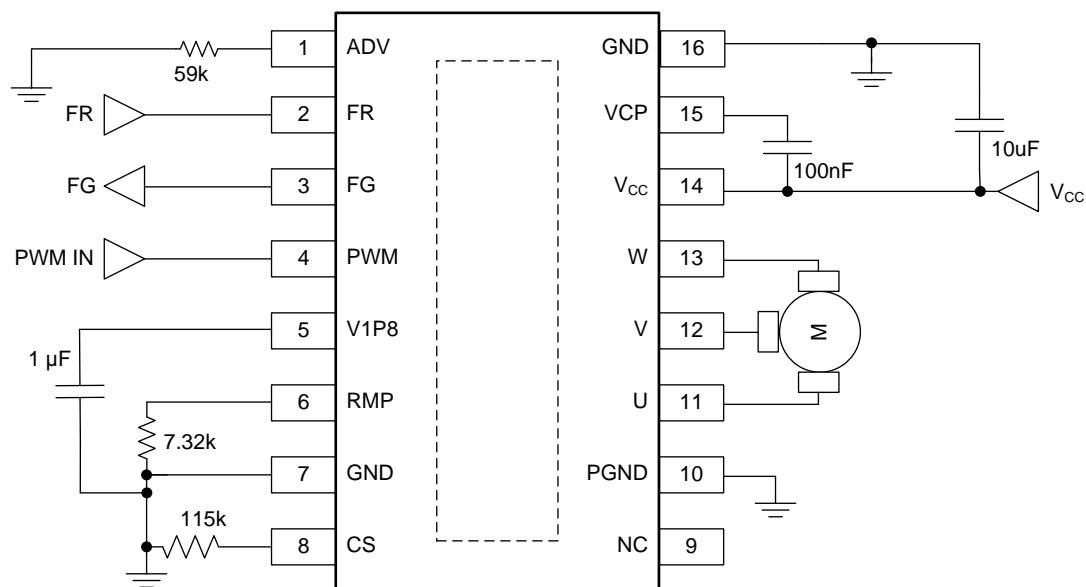 1 ADV
59k
FR 2 FR
FG 3 FG
PWM IN 4 PWM
5 V1P8
1 µF
6 RMP
7.32k
7 GND
115k
8 CS
GND 16
VCP 15
10uF
100nF
VCC 14
VCC
W 13
V 12
M
U 11
PGND 10
NC 9